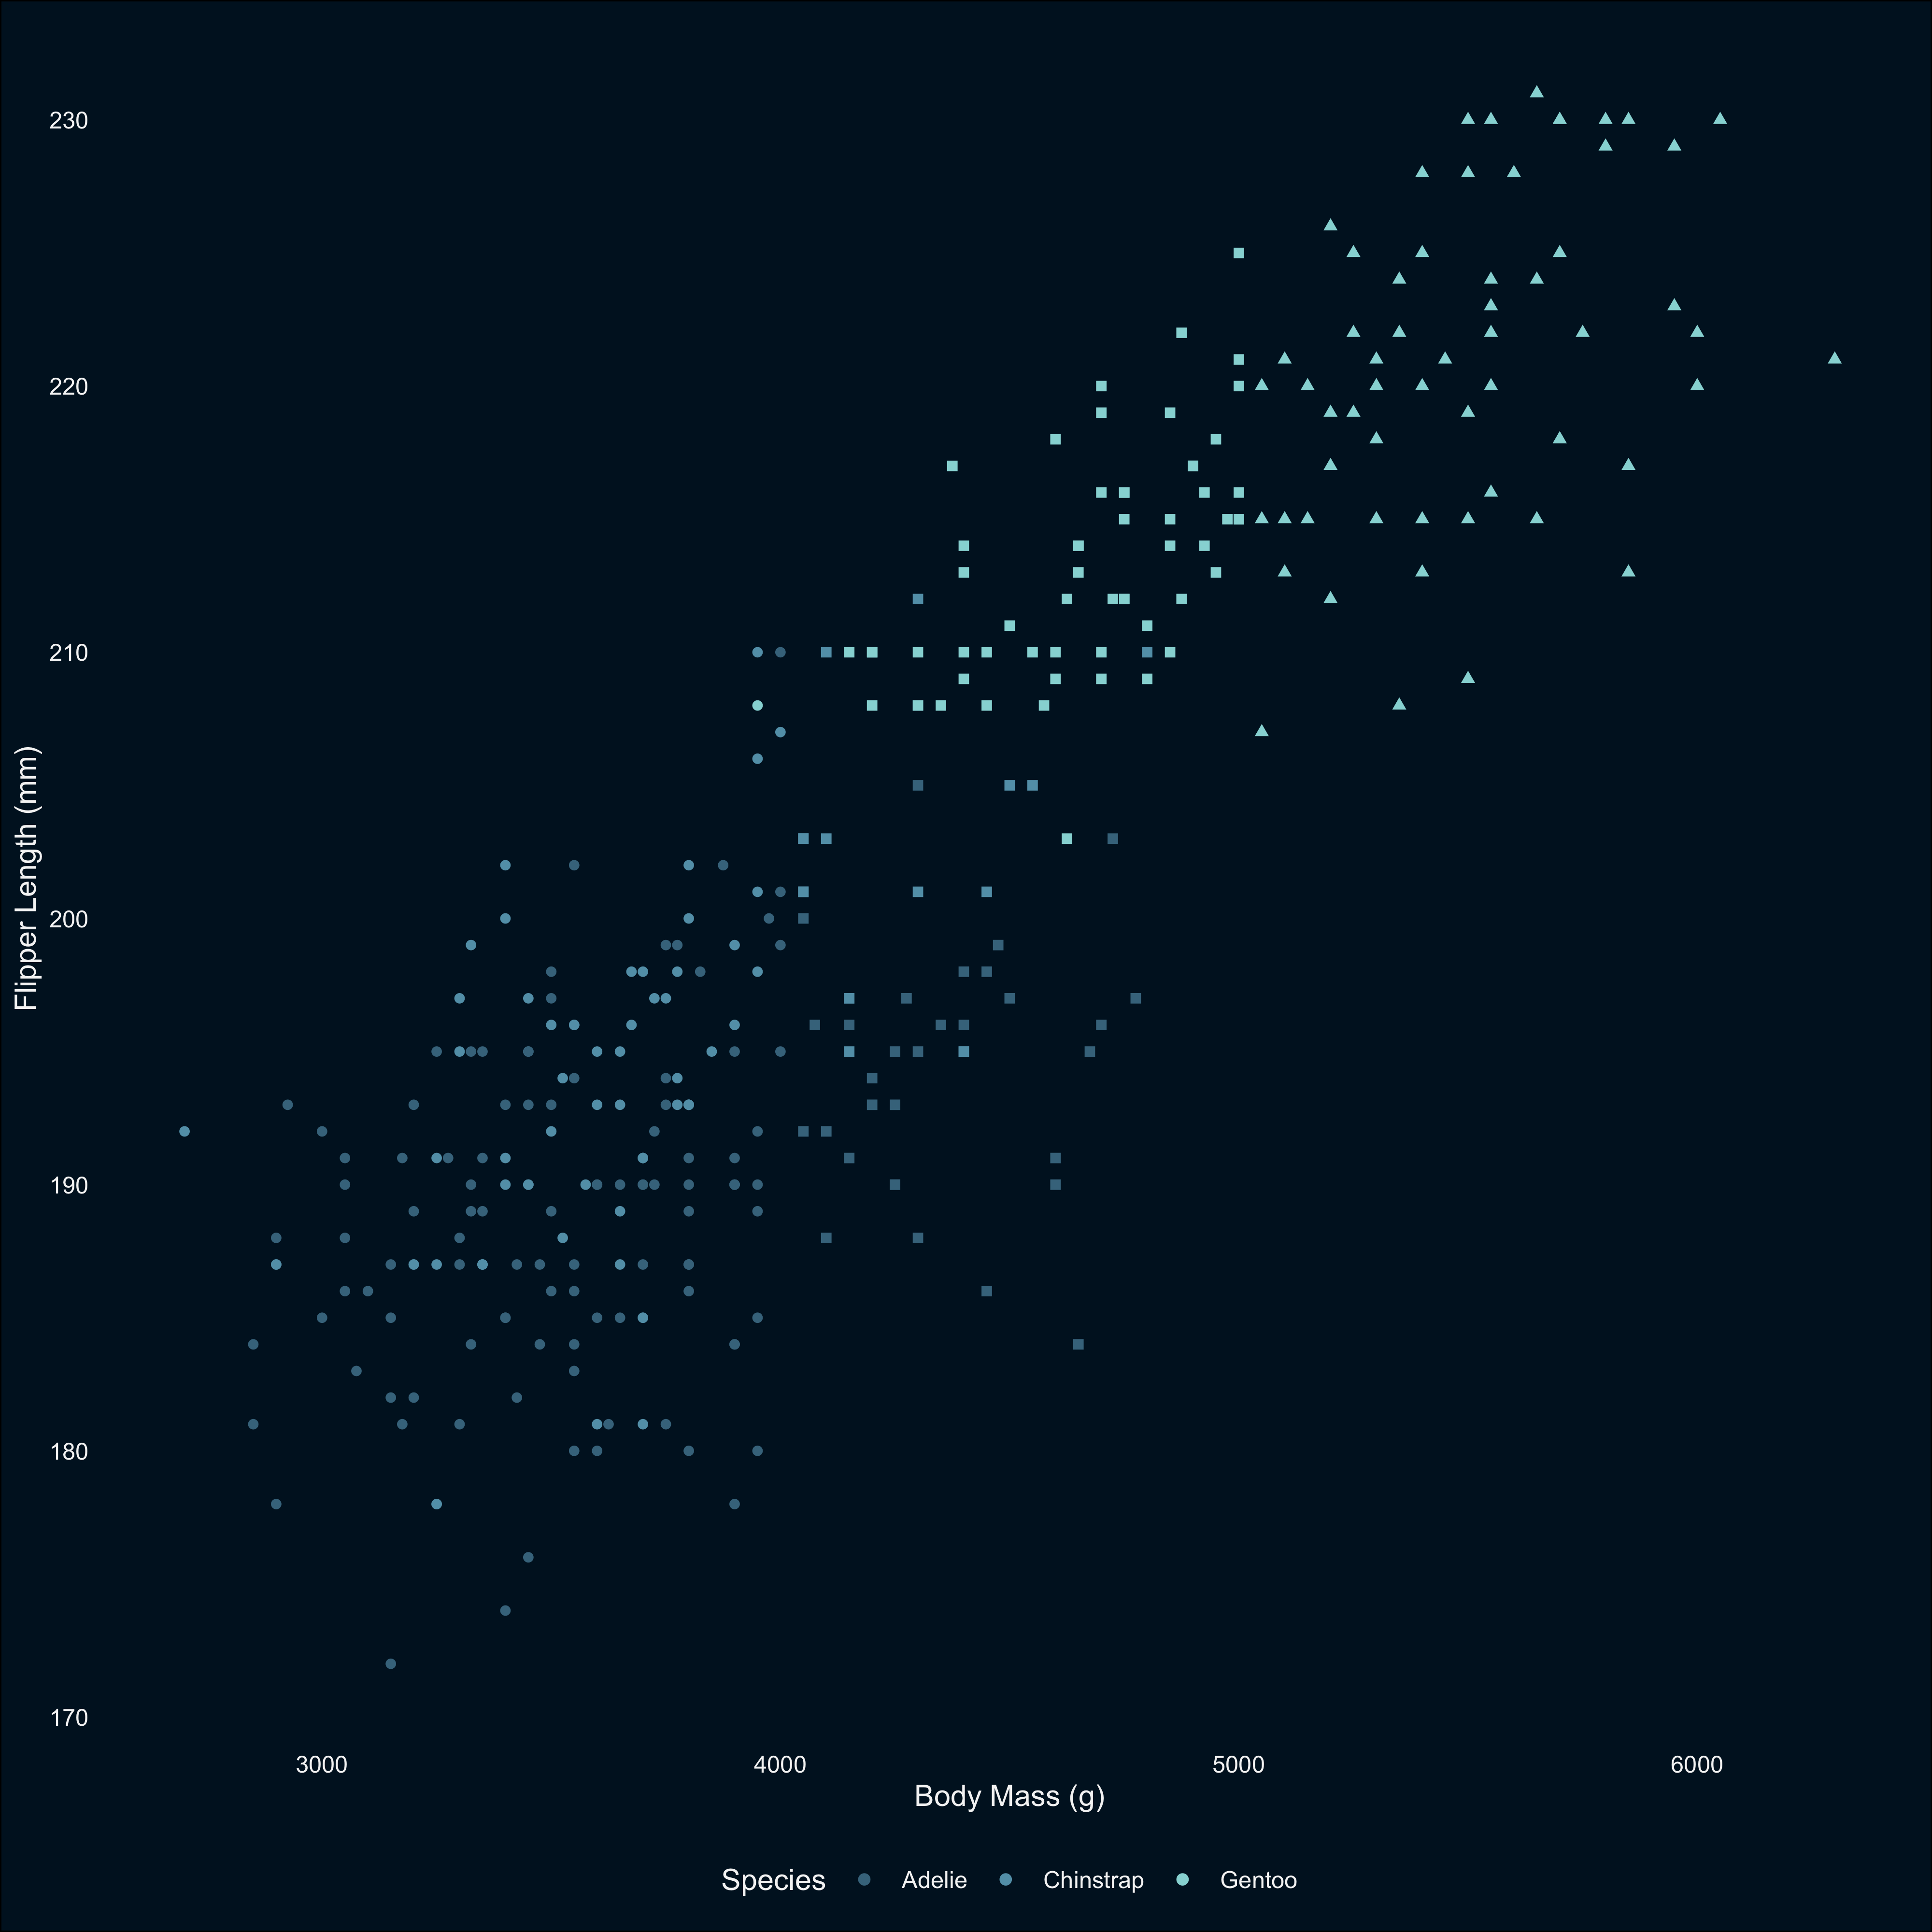 230
220
210
200
190
180
170
Flipper Length (mm)
3000 4000 5000 6000
Body Mass (g)
Species Adelie Chinstrap Gentoo